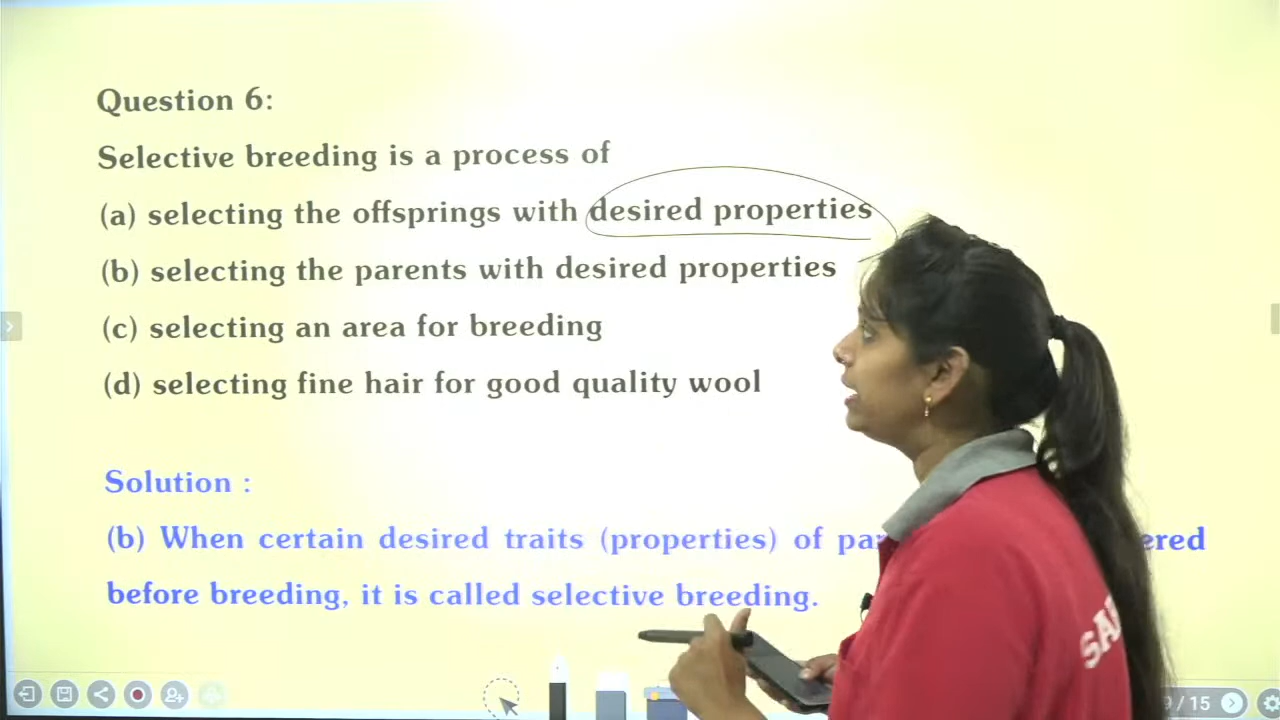 Question 6:
Selective breeding is a process of
(a) selecting the offsprings with desired properties
(b) selecting the parents with desired properties
(c) selecting an area for breeding
(d) selecting fine hair for good quality wool
Solution :
(b) When certain desired traits (properties) of
before breeding, it is called selective breeding.
/ 15